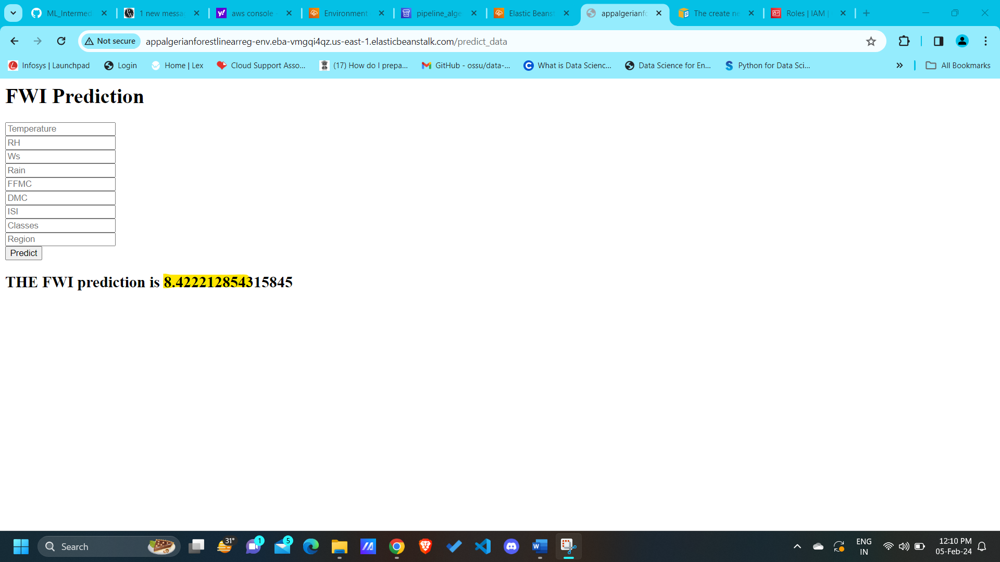 ML_Intermed
1 new messa
aws console -
Environment
pipeline_alge
Elastic Beanst
appalgerianfo
The create ne
Roles | IAM |
Not secure
appalgerianforestlinearreg-env.eba-vmgqi4qz.us-east-1.elasticbeanstalk.com/predict_data
Infosys | Launchpad
Login
Home | Lex
Cloud Support Asso...
(17) How do I prepa...
GitHub - ossu/data-...
What is Data Scienc...
Data Science for En...
Python for Data Sci...
All Bookmarks
FWI Prediction
Temperature
RH
Ws
Rain
FFMC
DMC
ISI
Classes
Region
Predict
THE FWI prediction is 8.422212854315845
Search
31°
1
5
ENG
IN
12:10 PM
05-Feb-24